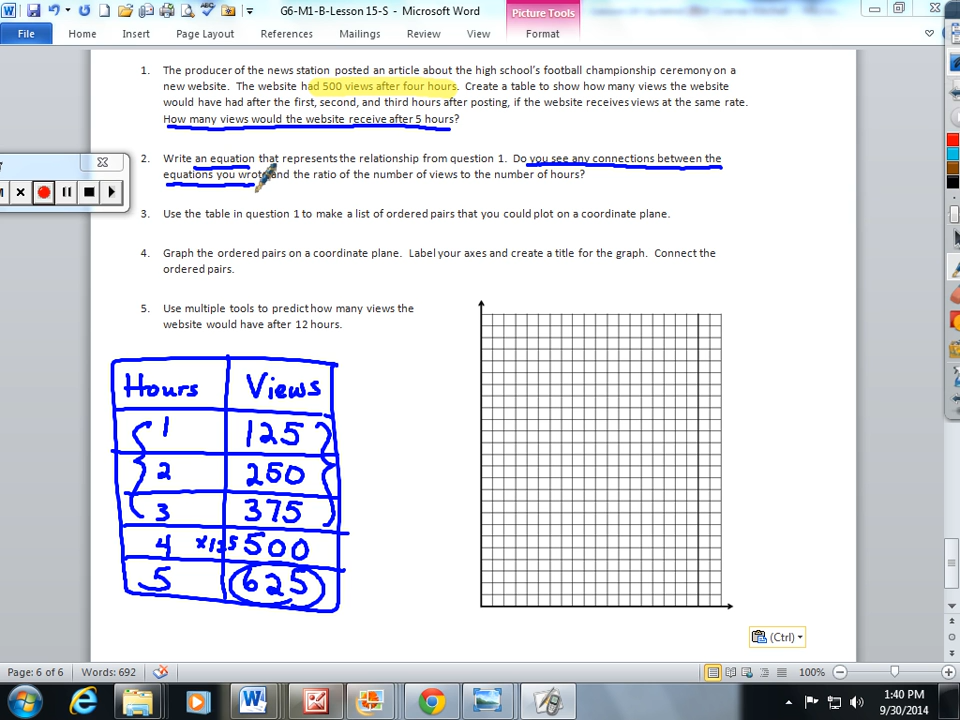 G6-M1-B-Lesson 15-S - Microsoft Word
Picture Tools
File Home Insert Page Layout References Mailings Review View Format
1. The producer of the news station posted an article about the high school's football championship ceremony on a
new website. The website had 500 views after four hours. Create a table to show how many views the website
would have had after the first, second, and third hours after posting, if the website receives views at the same rate.
How many views would the website receive after 5 hours?
2. Write an equation that represents the relationship from question 1. Do you see any connections between the
equations you wrote and the ratio of the number of views to the number of hours?
3. Use the table in question 1 to make a list of ordered pairs that you could plot on a coordinate plane.
4. Graph the ordered pairs on a coordinate plane. Label your axes and create a title for the graph. Connect the
ordered pairs.
5. Use multiple tools to predict how many views the
website would have after 12 hours.
Hours Views
1 125
2 250
3 375
4 x125 500
5 625
(Ctrl)
Page: 6 of 6 Words: 692 100%
1:40 PM
9/30/2014